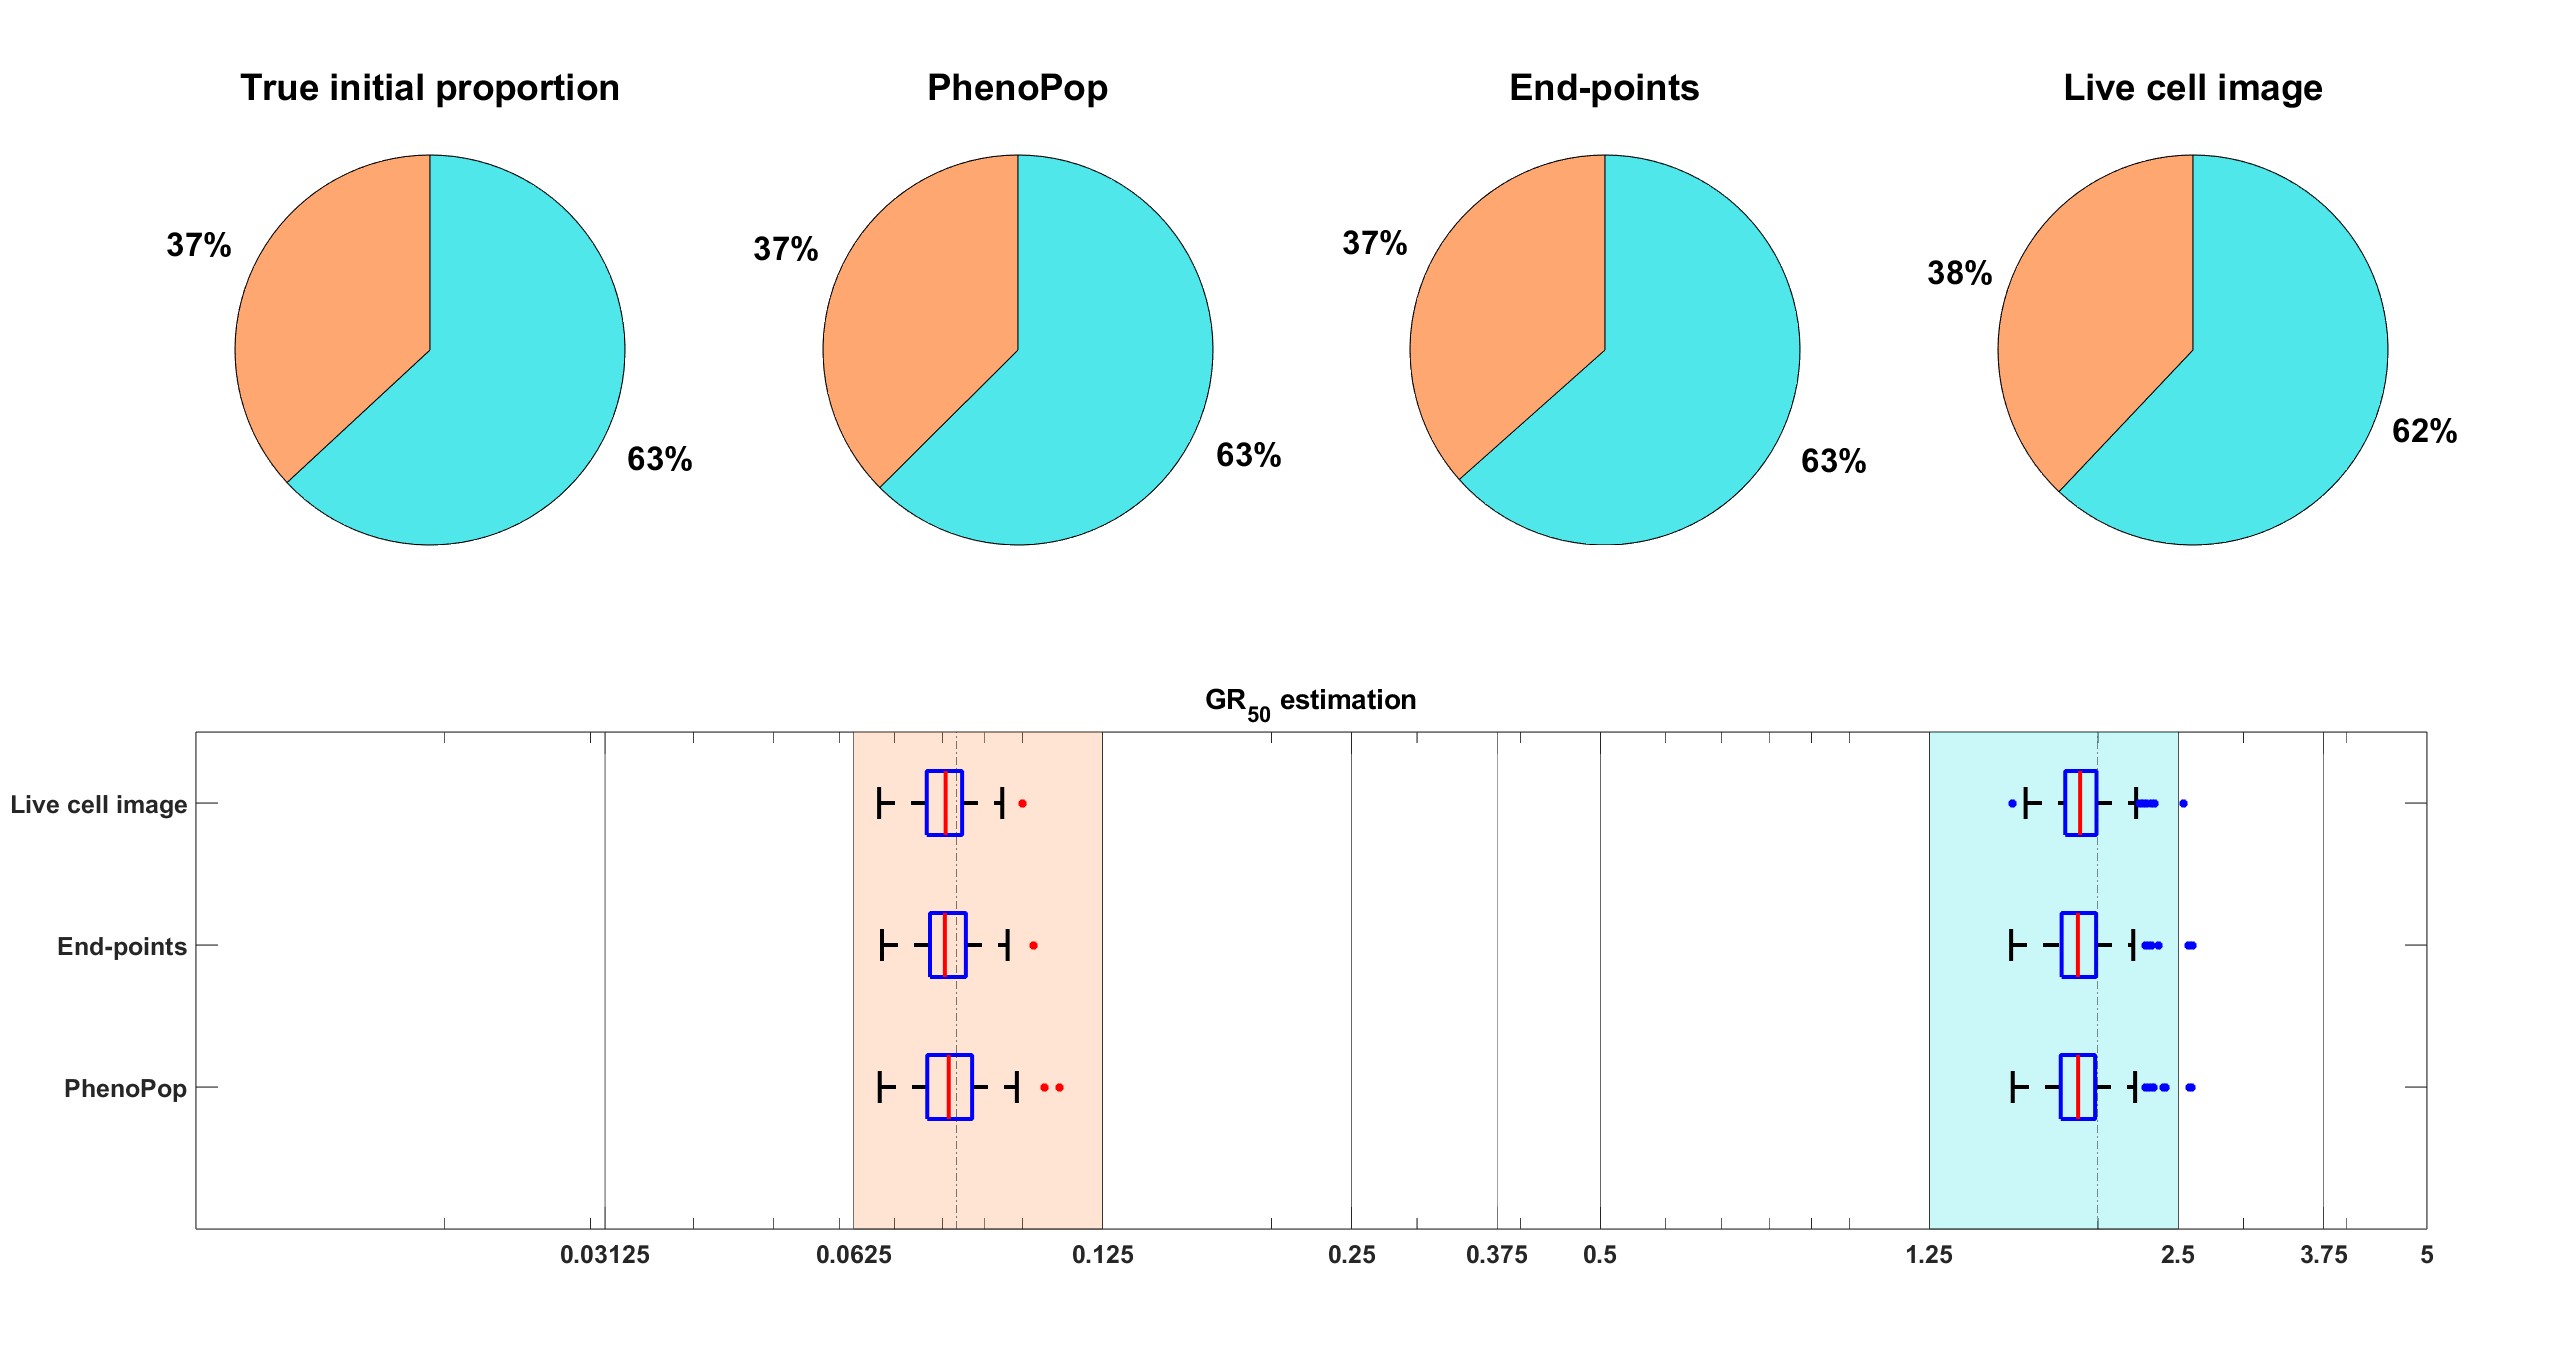 True initial proportion
PhenoPop
End-points
Live cell image
37%
63%
37%
63%
37%
63%
38%
62%
GR50 estimation
Live cell image
End-points
PhenoPop
0.03125 0.0625 0.125 0.25 0.375 0.5 1.25 2.5 3.75 5